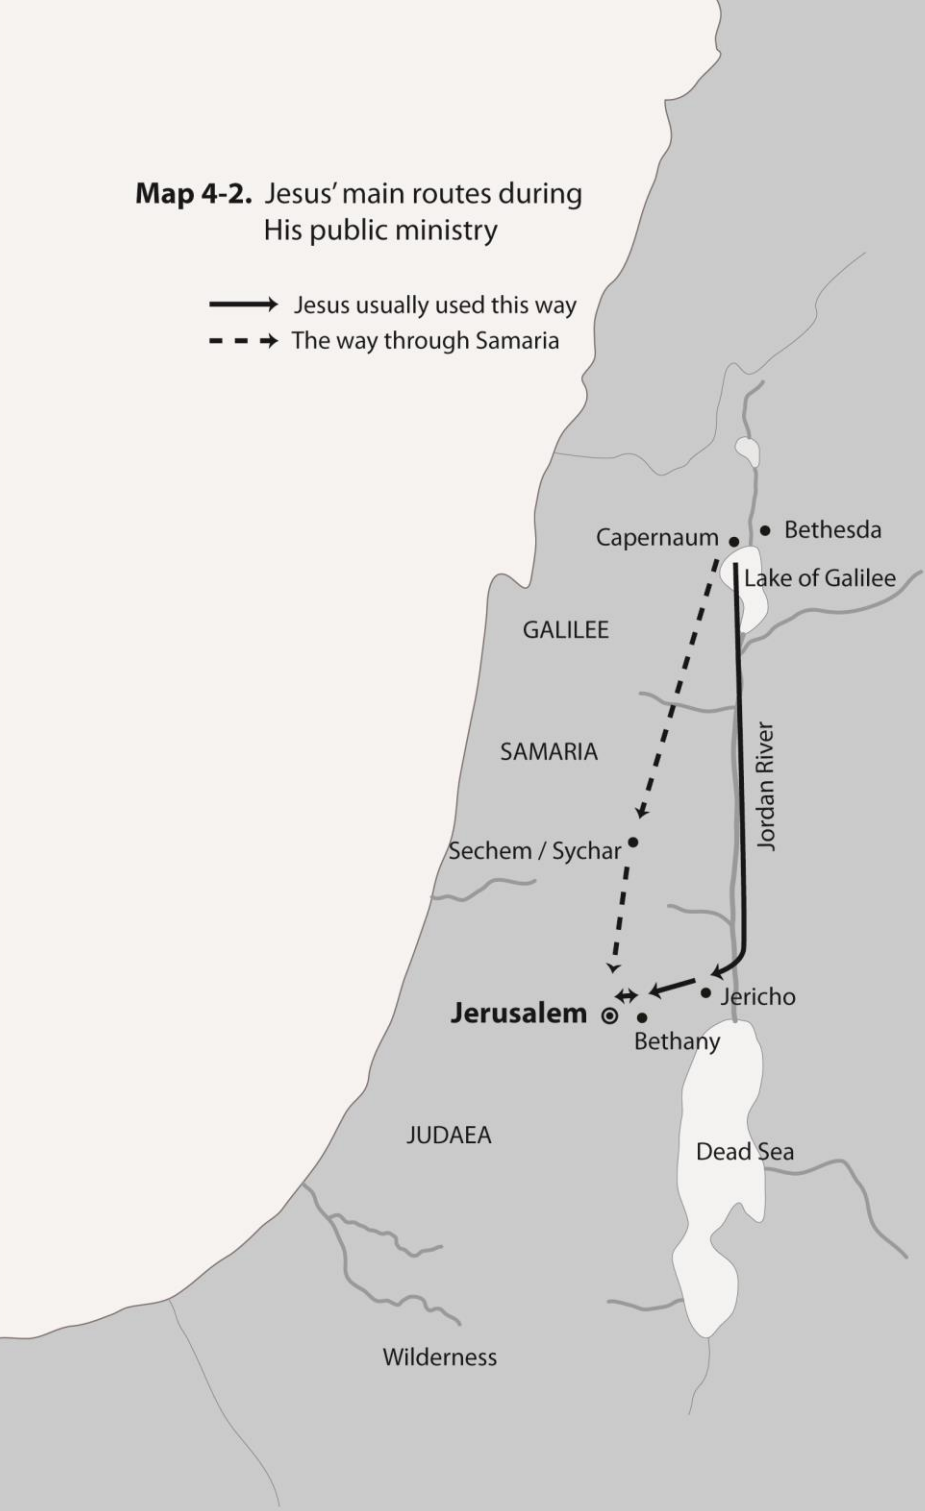 Map 4-2. Jesus' main routes during
His public ministry
Jesus usually used this way
The way through Samaria
Capernaum
Bethesda
Lake of Galilee
GALILEE
SAMARIA
Jordan River
Sechem / Sychar
Jericho
Jerusalem
Bethany
JUDAEA
Dead Sea
Wilderness